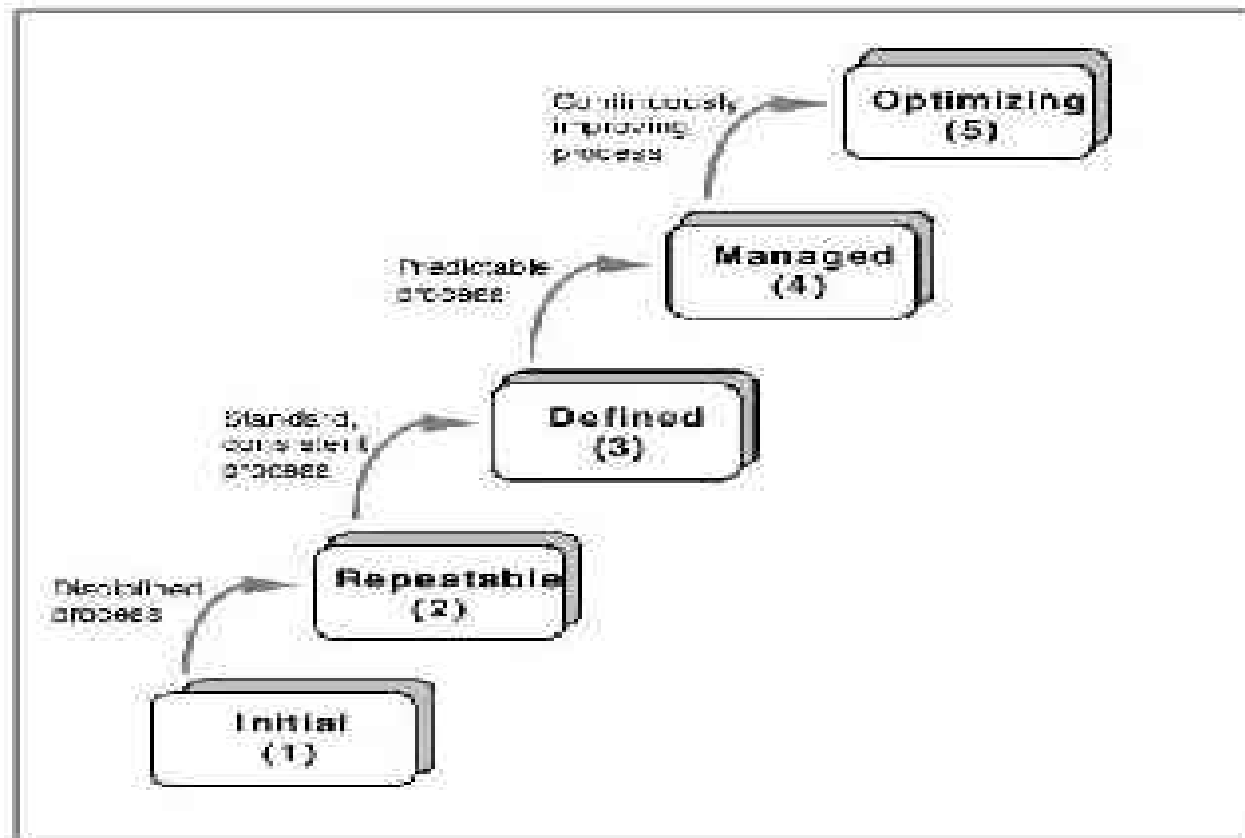 Continuously
improving
process
Optimizing
(5)
Predictable
process
Managed
(4)
Standard,
consistent
process
Defined
(3)
Disciplined
process
Repeatable
(2)
Initial
(1)